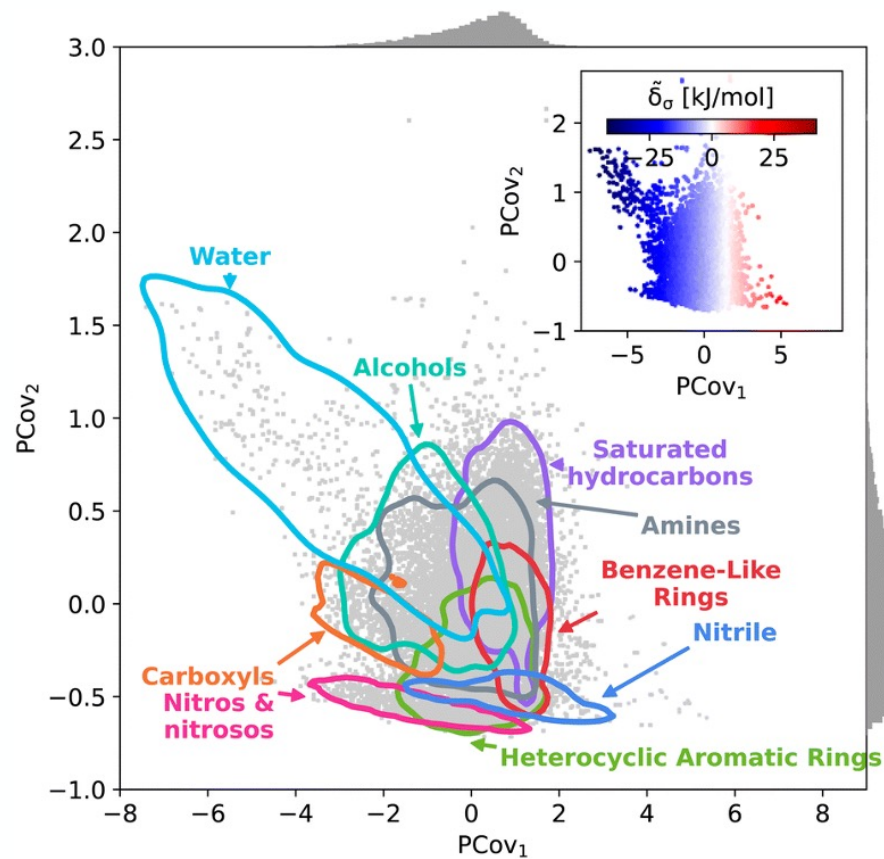 3.0
2.5
2.0
1.5
1.0
0.5
0.0
−0.5
−1.0
PCov₂
−8
−6
−4
−2
0
2
4
6
8
PCov₁
Water
Alcohols
Saturated
hydrocarbons
Amines
Benzene-Like
Rings
Nitrile
Carboxyls
Nitros &
nitrosos
Heterocyclic Aromatic Rings
δ̃σ [kJ/mol]
−25
0
25
2
1
0
−1
PCov₂
−5
0
5
PCov₁